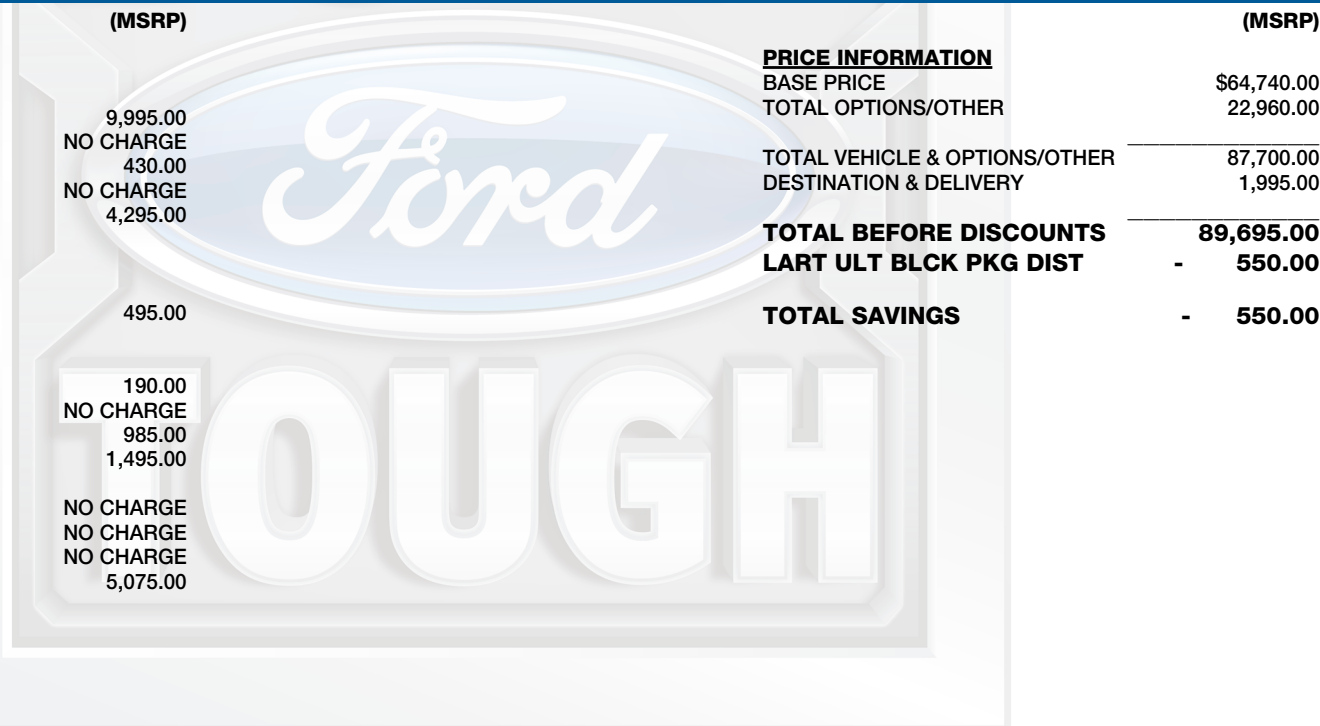 (MSRP)
9,995.00
NO CHARGE
430.00
NO CHARGE
4,295.00
495.00
190.00
NO CHARGE
985.00
1,495.00
NO CHARGE
NO CHARGE
NO CHARGE
5,075.00
Ford
TOUGH
(MSRP)
PRICE INFORMATION
BASE PRICE $64,740.00
TOTAL OPTIONS/OTHER 22,960.00
TOTAL VEHICLE & OPTIONS/OTHER 87,700.00
DESTINATION & DELIVERY 1,995.00
TOTAL BEFORE DISCOUNTS 89,695.00
LART ULT BLCK PKG DIST - 550.00
TOTAL SAVINGS - 550.00